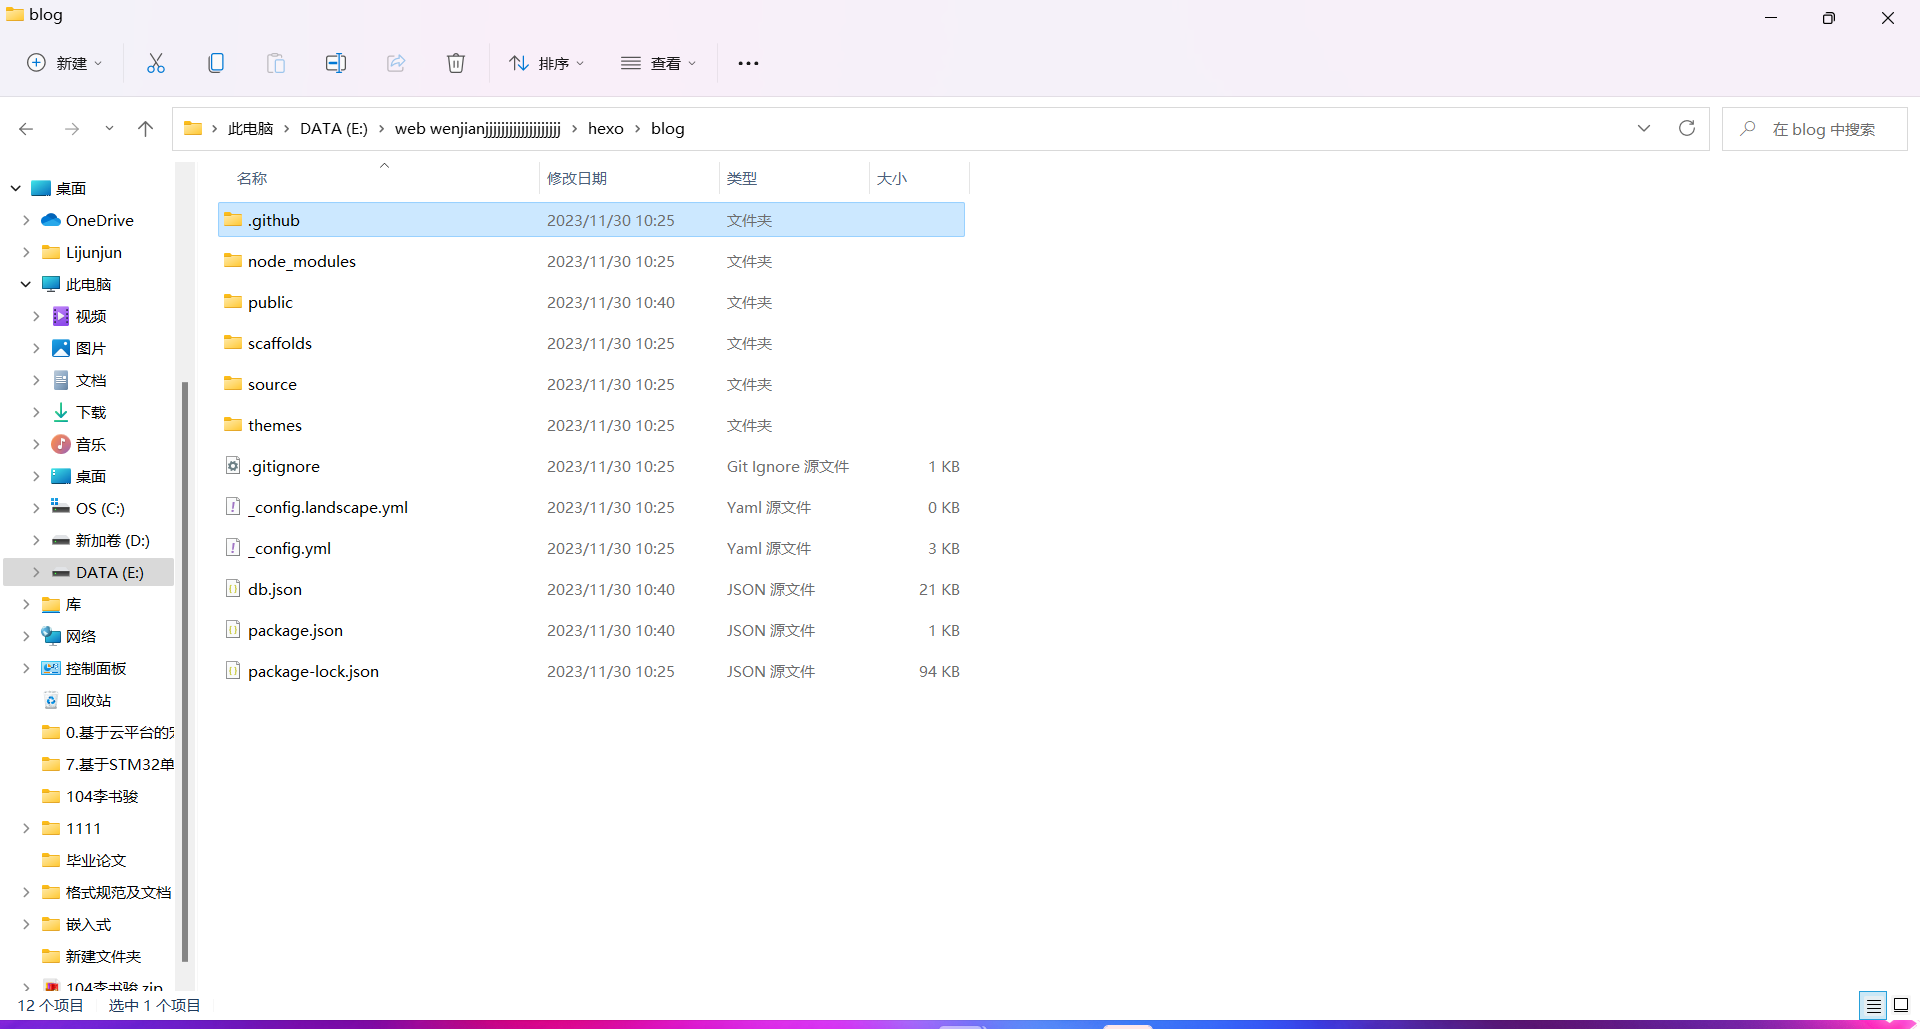 blog
新建
排序
查看
此电脑 DATA (E:) web wenjianjjjjjjjjjjjjjjjjjjj hexo blog
在 blog 中搜索
名称 修改日期 类型 大小
.github 2023/11/30 10:25 文件夹
node_modules 2023/11/30 10:25 文件夹
public 2023/11/30 10:40 文件夹
scaffolds 2023/11/30 10:25 文件夹
source 2023/11/30 10:25 文件夹
themes 2023/11/30 10:25 文件夹
.gitignore 2023/11/30 10:25 Git Ignore 源文件 1 KB
_config.landscape.yml 2023/11/30 10:25 Yaml 源文件 0 KB
_config.yml 2023/11/30 10:25 Yaml 源文件 3 KB
db.json 2023/11/30 10:40 JSON 源文件 21 KB
package.json 2023/11/30 10:40 JSON 源文件 1 KB
package-lock.json 2023/11/30 10:25 JSON 源文件 94 KB
桌面
OneDrive
Lijunjun
此电脑
视频
图片
文档
下载
音乐
桌面
OS (C:)
新加卷 (D:)
DATA (E:)
库
网络
控制面板
回收站
0.基于云平台的
7.基于STM32单
104李书骏
1111
毕业论文
格式规范及文档
嵌入式
新建文件夹
104李书骏.zip
12 个项目 选中 1 个项目